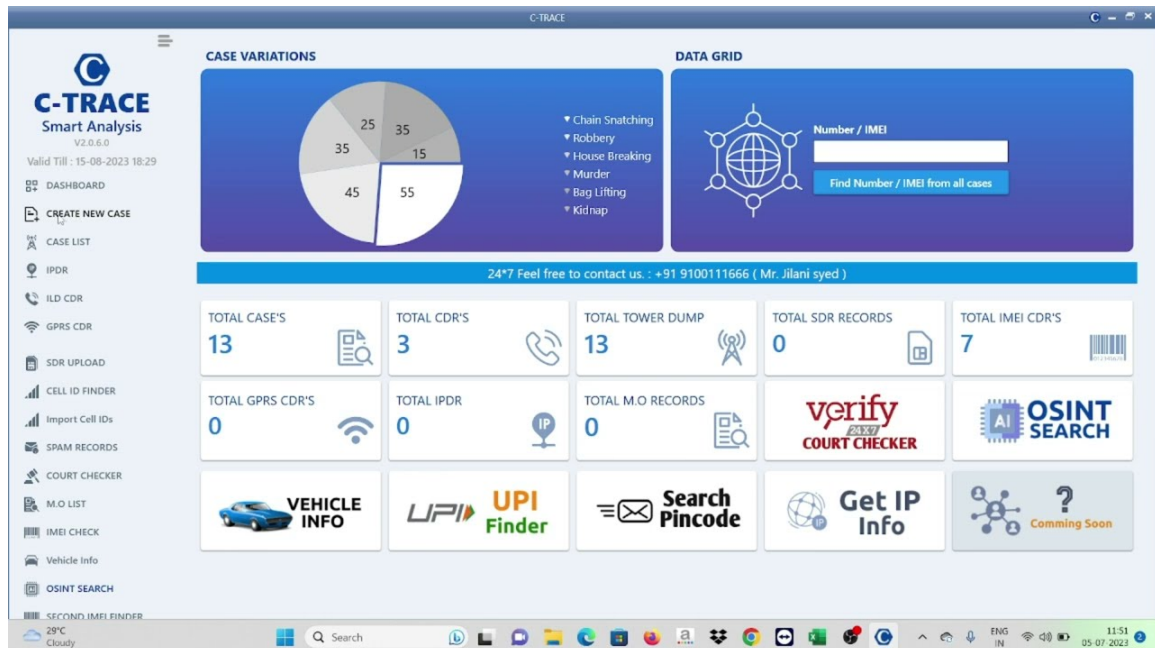 C-TRACE
C-TRACE
Smart Analysis
V2.0.6.0
Valid Till : 15-08-2023 18:29
DASHBOARD
CREATE NEW CASE
CASE LIST
IPDR
ILD CDR
GPRS CDR
SDR UPLOAD
CELL ID FINDER
Import Cell IDs
SPAM RECORDS
COURT CHECKER
M.O LIST
IMEI CHECK
Vehicle Info
OSINT SEARCH
SECOND IMEI FINDER
CASE VARIATIONS
25
35
35
15
45
55
Chain Snatching
Robbery
House Breaking
Murder
Bag Lifting
Kidnap
DATA GRID
Number / IMEI
Find Number / IMEI from all cases
24*7 Feel free to contact us. : +91 9100111666 ( Mr. Jilani syed )
TOTAL CASE'S
13
TOTAL CDR'S
3
TOTAL TOWER DUMP
13
TOTAL SDR RECORDS
0
TOTAL IMEI CDR'S
7
TOTAL GPRS CDR'S
0
TOTAL IPDR
0
IP
TOTAL M.O RECORDS
0
verify
24X7
COURT CHECKER
AI
OSINT
SEARCH
VEHICLE
INFO
UPI
UPI
Finder
Search
Pincode
IP
Get IP
Info
?
Comming Soon
29°C
Cloudy
Search
ENG
IN
11:51
05-07-2023
2